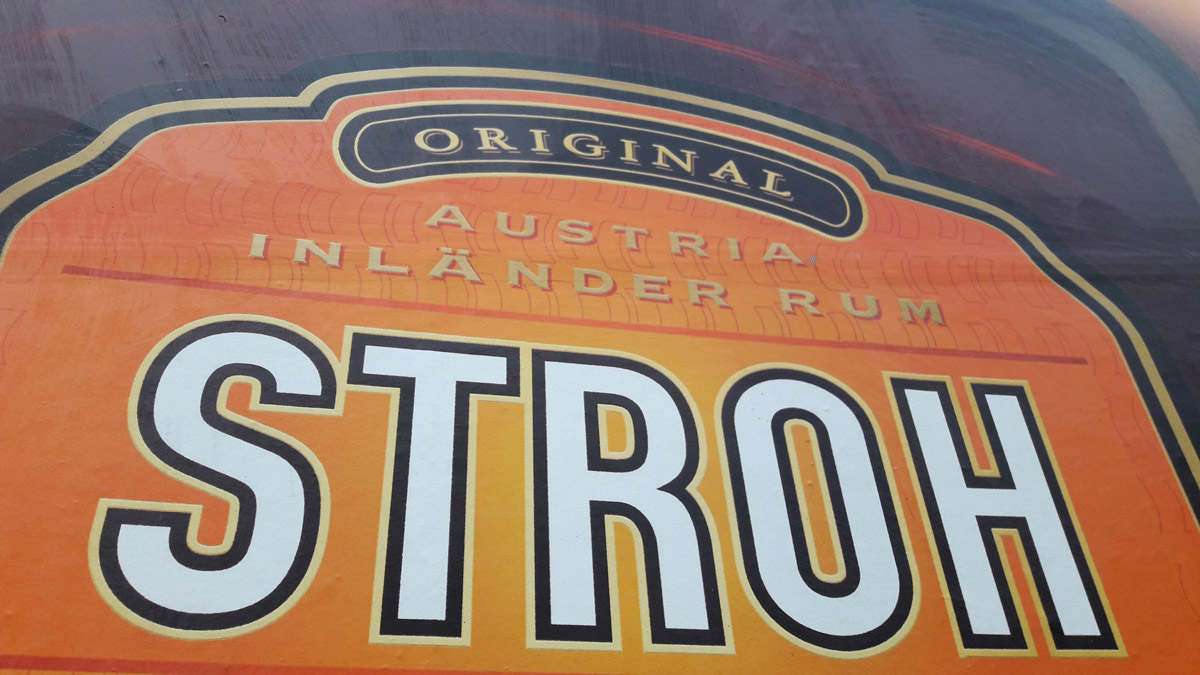 ORIGINAL
AUSTRIA
INLÄNDER RUM
STROH